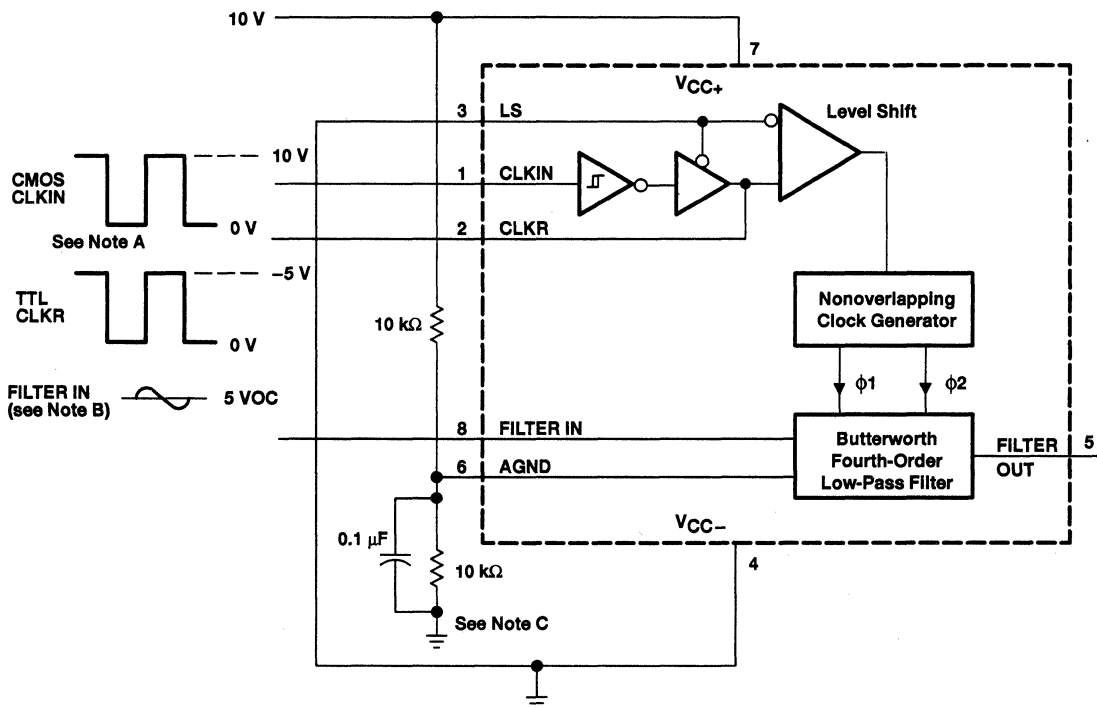 10 V
7
VCC+
3 LS
Level Shift
10 V
CMOS
CLKIN
1 CLKIN
0 V
See Note A
2 CLKR
–5 V
TTL
CLKR
0 V
10 kΩ
Nonoverlapping
Clock Generator
ϕ1
ϕ2
FILTER IN
(see Note B)
5 VOC
8 FILTER IN
Butterworth
Fourth-Order
Low-Pass Filter
FILTER
OUT
5
6 AGND
VCC–
4
0.1 μF
10 kΩ
See Note C